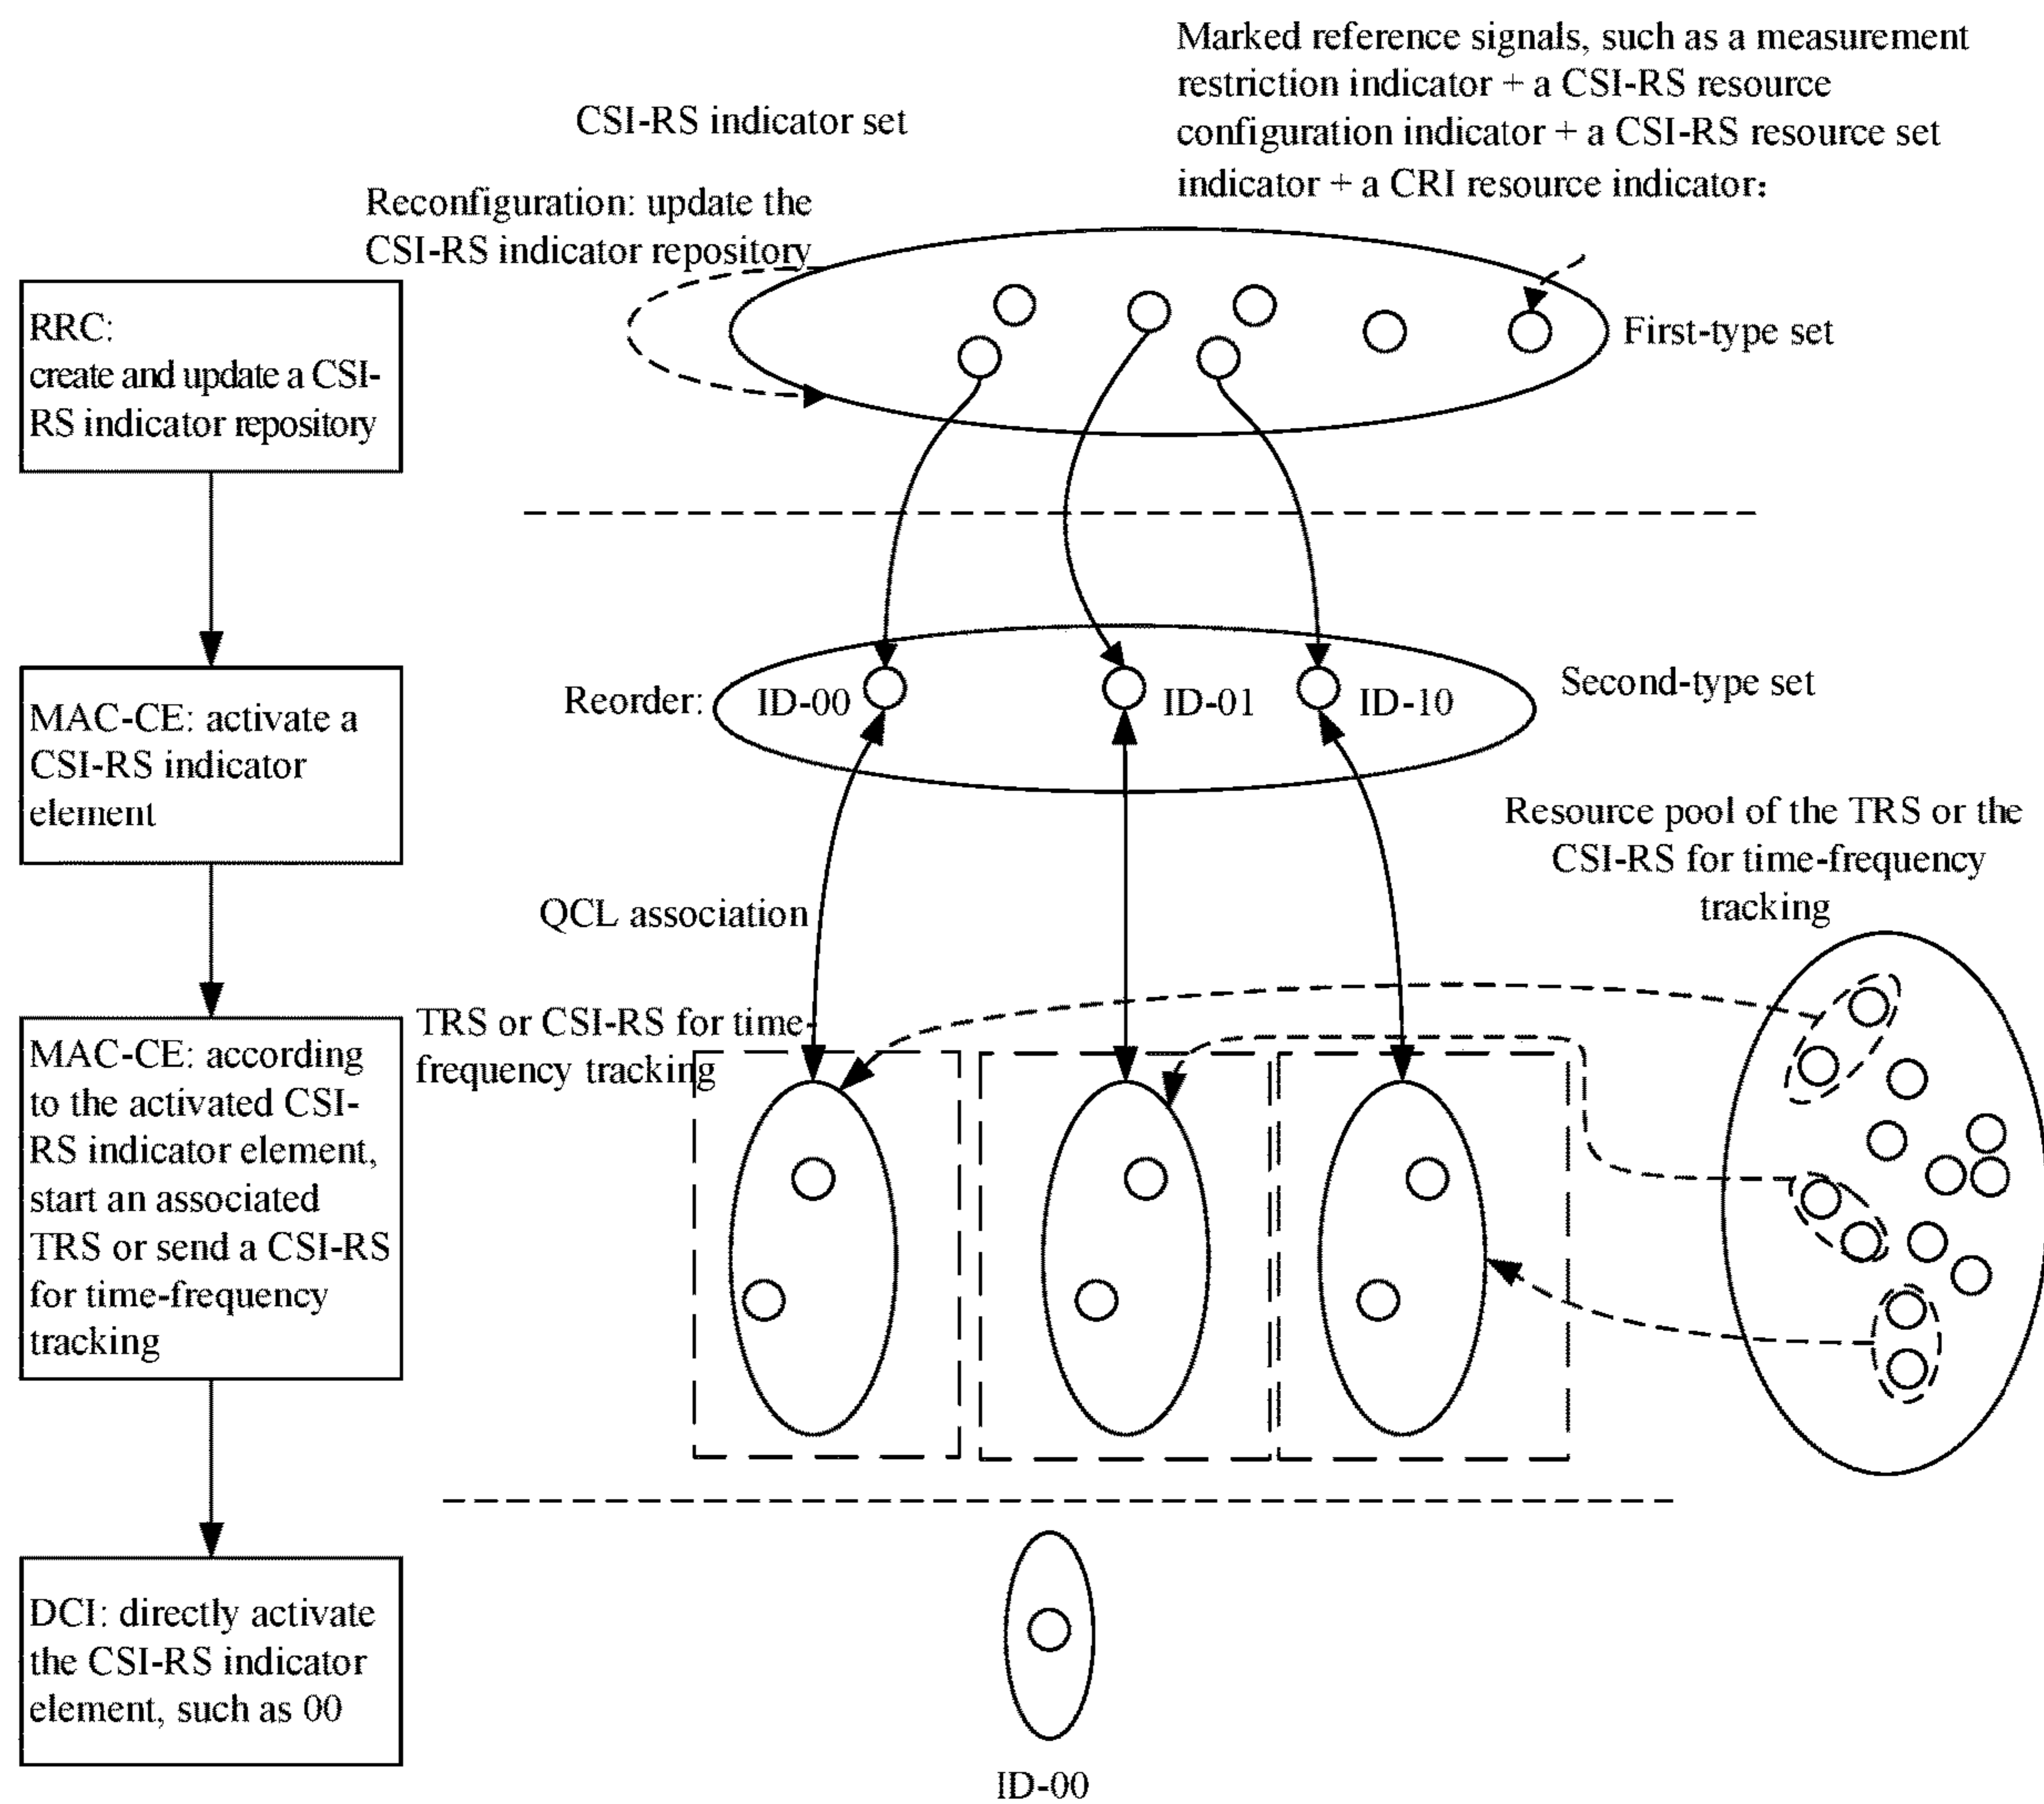 Marked reference signals, such as a measurement
restriction indicator + a CSI-RS resource
configuration indicator + a CSI-RS resource set
indicator + a CRI resource indicator:
CSI-RS indicator set
Reconfiguration: update the
CSI-RS indicator repository
First-type set
RRC:
create and update a CSI-
RS indicator repository
Reorder:
ID-00
ID-01
ID-10
Second-type set
MAC-CE: activate a
CSI-RS indicator
element
Resource pool of the TRS or the
CSI-RS for time-frequency
tracking
QCL association
TRS or CSI-RS for time-
frequency tracking
MAC-CE: according
to the activated CSI-
RS indicator element,
start an associated
TRS or send a CSI-RS
for time-frequency
tracking
DCI: directly activate
the CSI-RS indicator
element, such as 00
ID-00